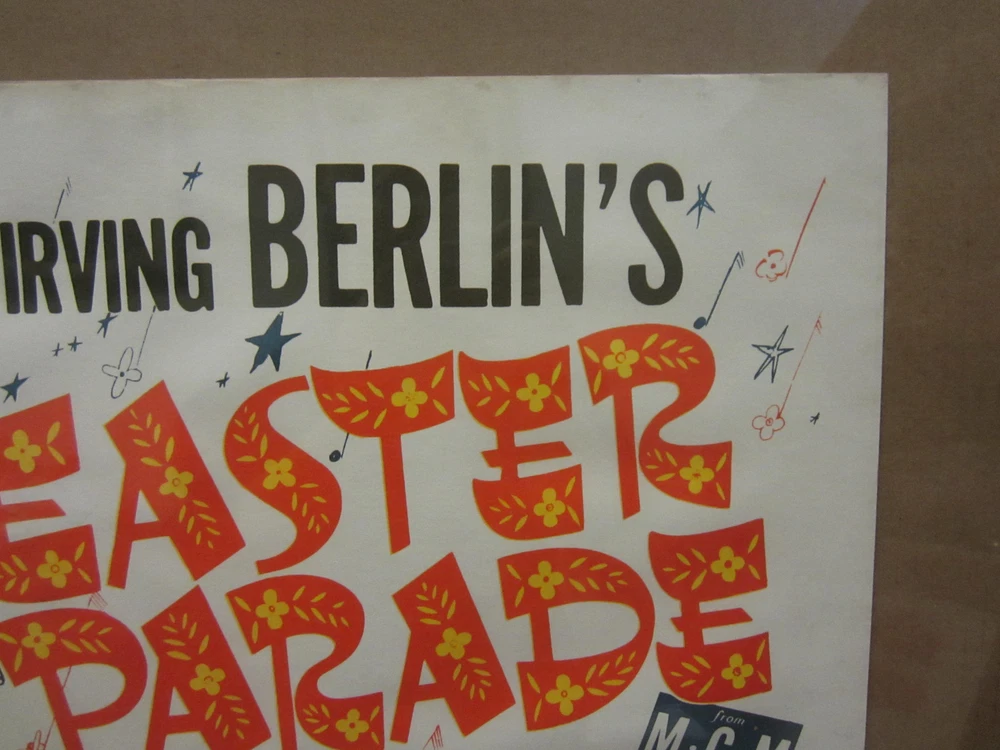 IRVING BERLIN'S
EASTER
PARADE
from
M-G-M